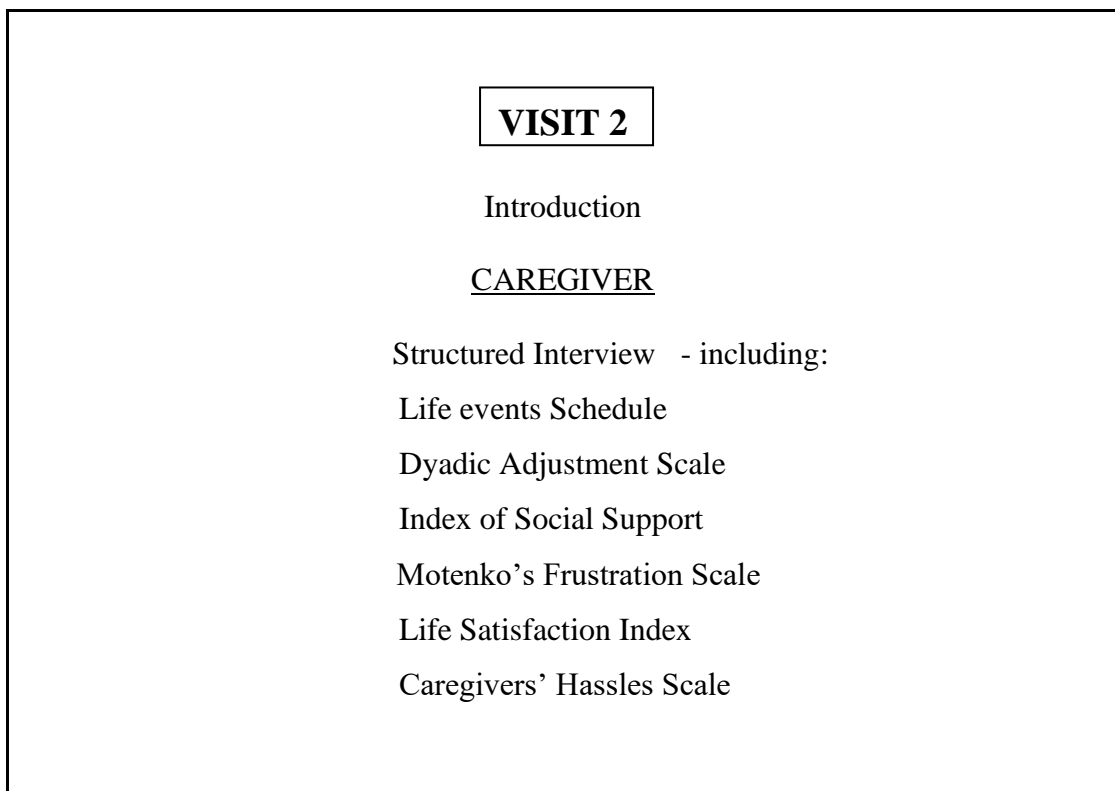 VISIT 2
Introduction
CAREGIVER
Structured Interview - including:
Life events Schedule
Dyadic Adjustment Scale
Index of Social Support
Motenko’s Frustration Scale
Life Satisfaction Index
Caregivers’ Hassles Scale